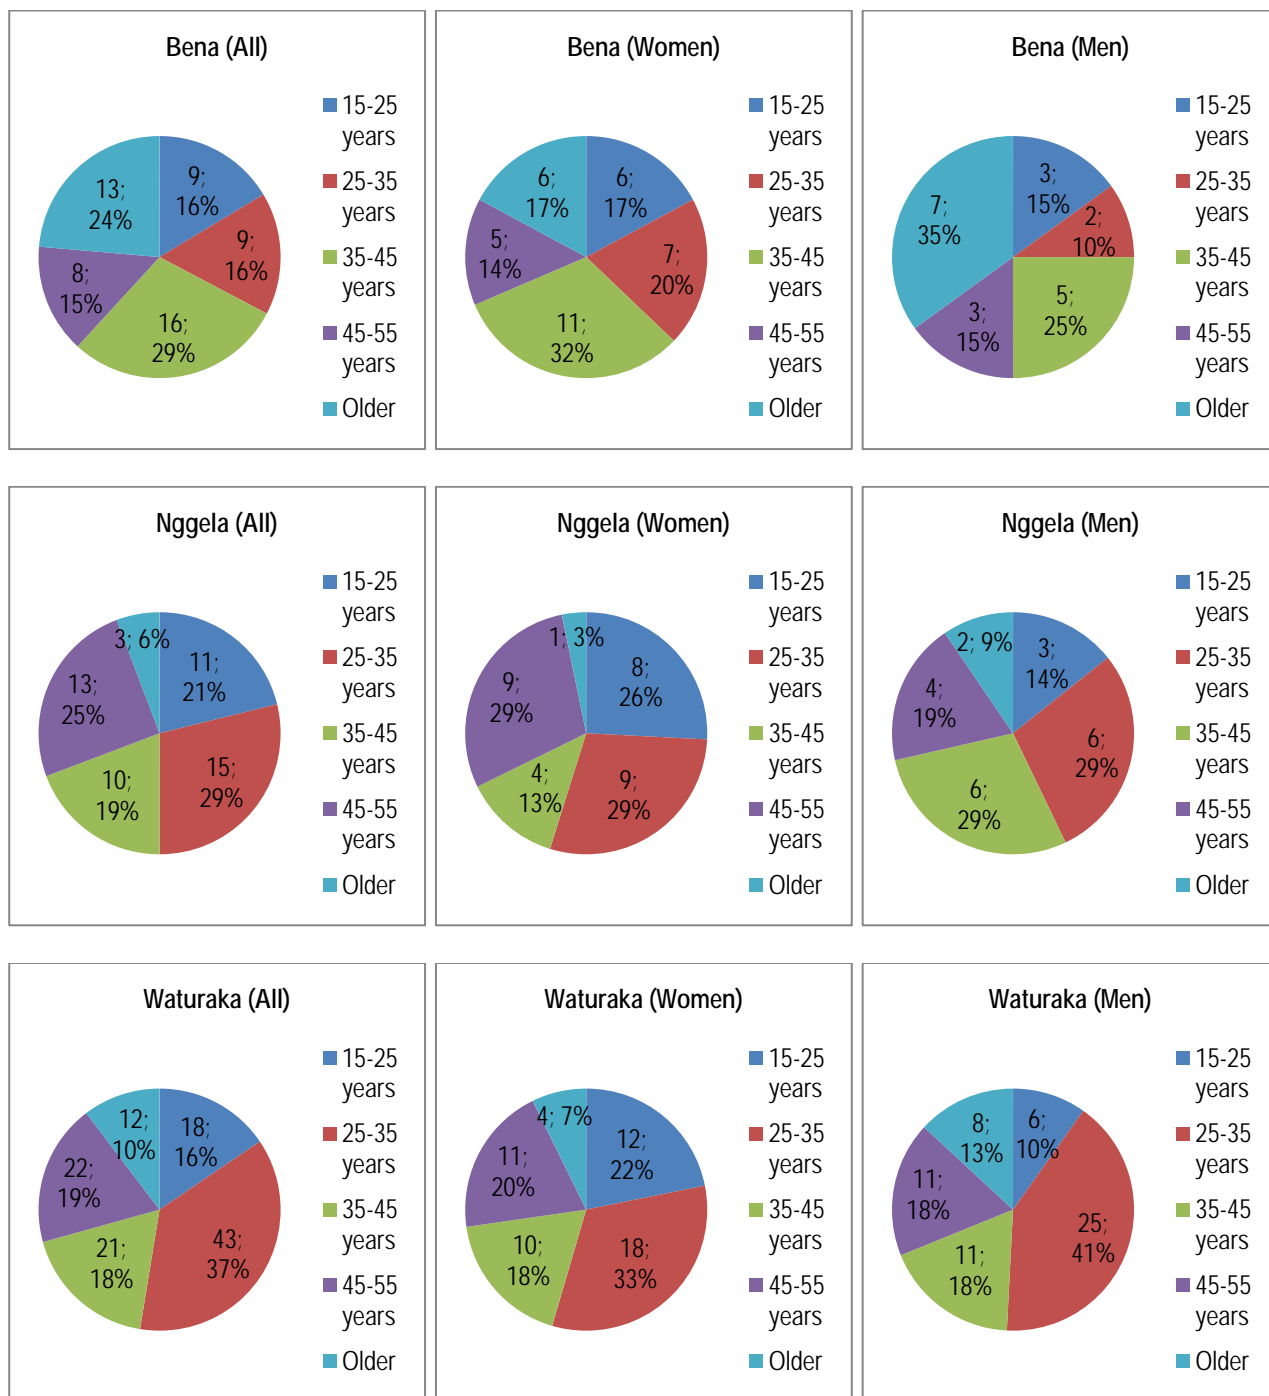 Bena (All)
9;
16%
9;
16%
16;
29%
8;
15%
13;
24%
15-25
years
25-35
years
35-45
years
45-55
years
Older
Bena (Women)
6;
17%
7;
20%
11;
32%
5;
14%
6;
17%
15-25
years
25-35
years
35-45
years
45-55
years
Older
Bena (Men)
3;
15%
2;
10%
5;
25%
3;
15%
7;
35%
15-25
years
25-35
years
35-45
years
45-55
years
Older
Nggela (All)
11;
21%
15;
29%
10;
19%
13;
25%
3; 6%
15-25
years
25-35
years
35-45
years
45-55
years
Older
Nggela (Women)
8;
26%
9;
29%
4;
13%
9;
29%
1; 3%
15-25
years
25-35
years
35-45
years
45-55
years
Older
Nggela (Men)
3;
14%
6;
29%
6;
29%
4;
19%
2; 9%
15-25
years
25-35
years
35-45
years
45-55
years
Older
Waturaka (All)
18;
16%
43;
37%
21;
18%
22;
19%
12;
10%
15-25
years
25-35
years
35-45
years
45-55
years
Older
Waturaka (Women)
12;
22%
18;
33%
10;
18%
11;
20%
4; 7%
15-25
years
25-35
years
35-45
years
45-55
years
Older
Waturaka (Men)
6;
10%
25;
41%
11;
18%
11;
18%
8;
13%
15-25
years
25-35
years
35-45
years
45-55
years
Older